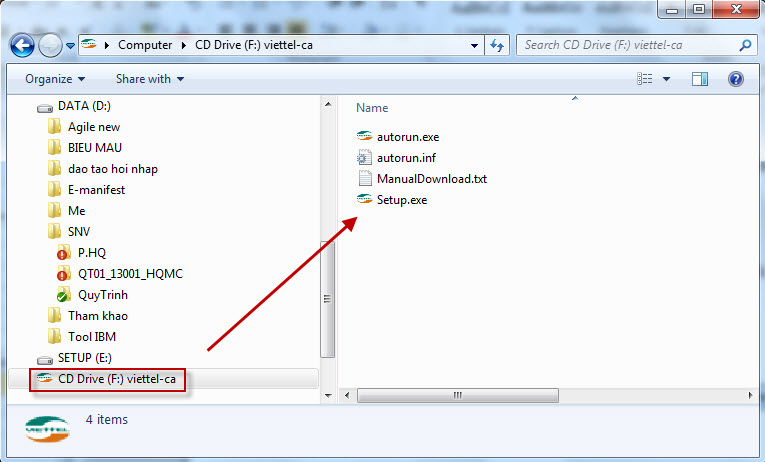 Computer ▸ CD Drive (F:) viettel-ca
Search CD Drive (F:) viettel-ca
Organize Share with
DATA (D:)
Agile new
BIEU MAU
dao tao hoi nhap
E-manifest
Me
SNV
P.HQ
QT01_13001_HQMC
QuyTrinh
Tham khao
Tool IBM
SETUP (E:)
CD Drive (F:) viettel-ca
Name
autorun.exe
autorun.inf
ManualDownload.txt
Setup.exe
VIETTEL
4 items